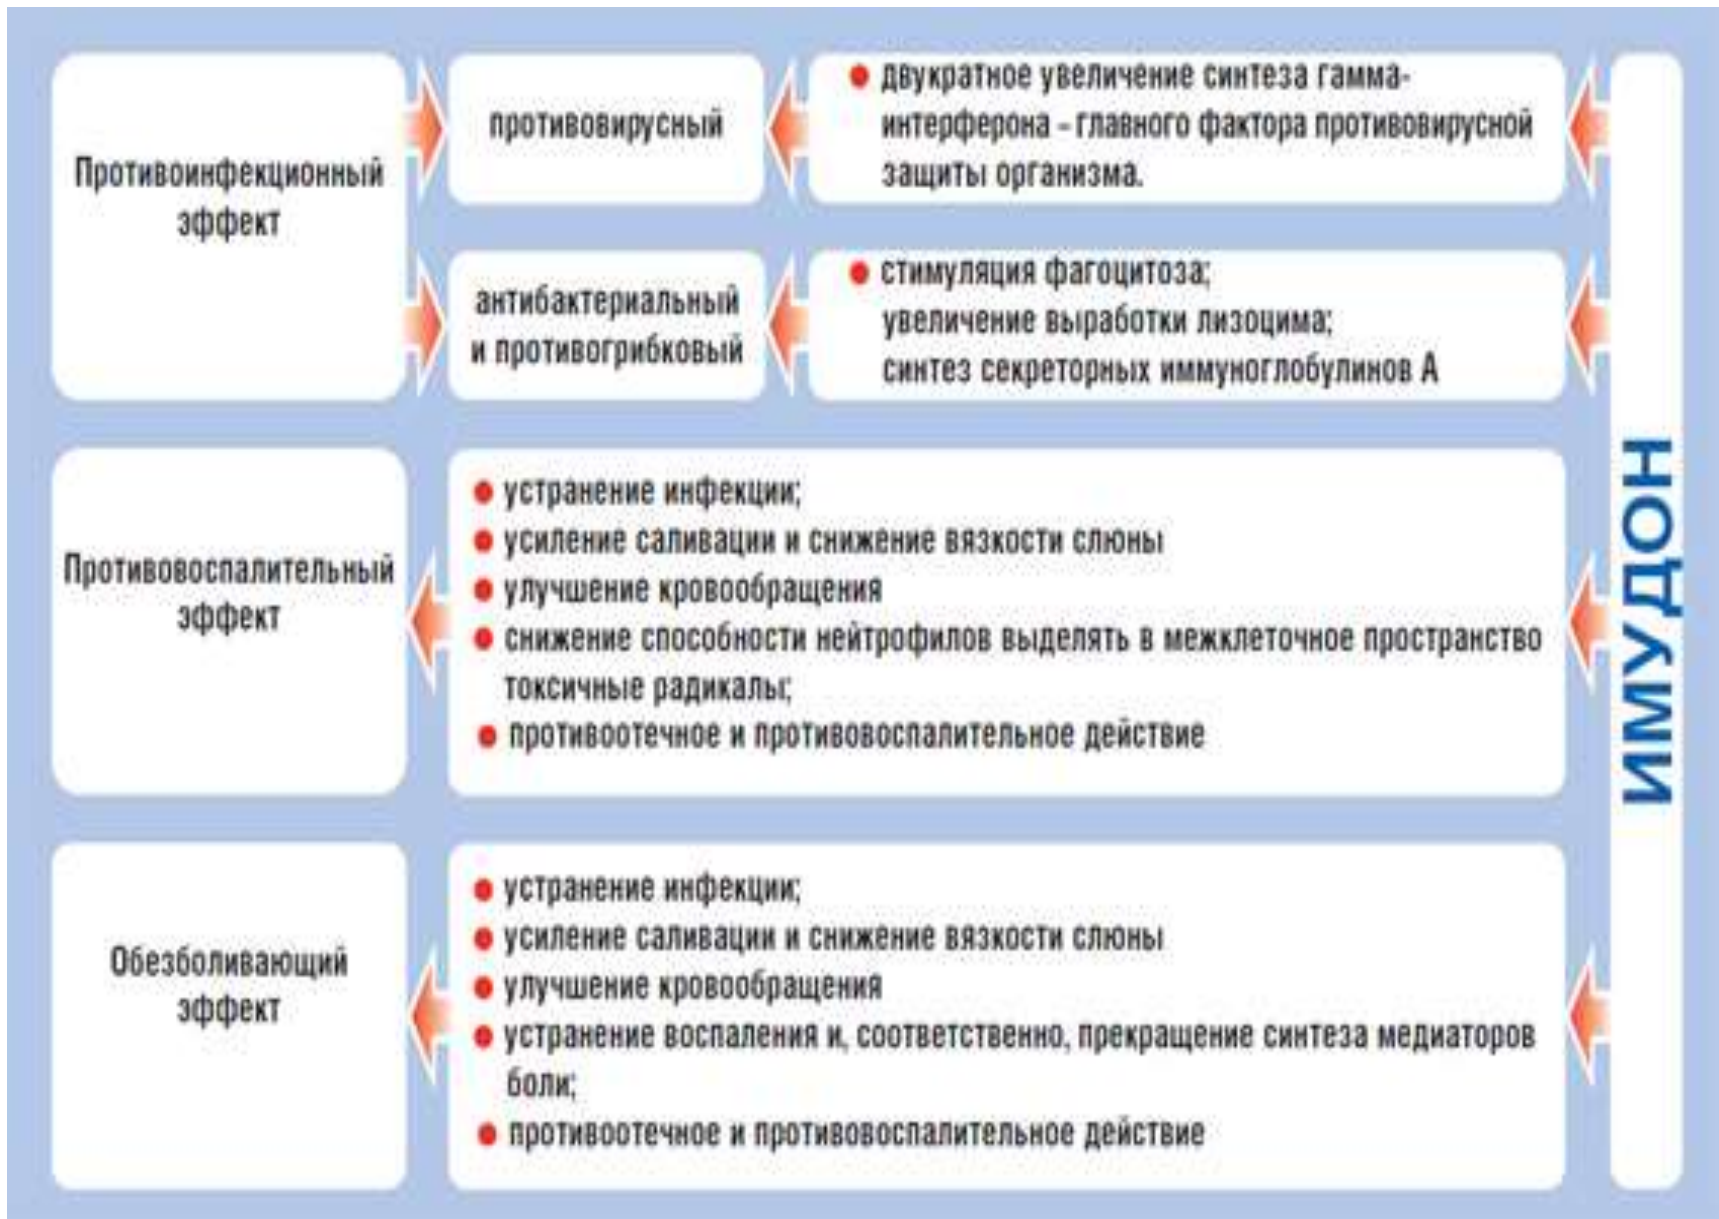 Противоинфекционный
эффект
противовирусный
● двукратное увеличение синтеза гамма-
интерферона - главного фактора противовирусной
защиты организма.
антибактериальный
и противогрибковый
● стимуляция фагоцитоза;
увеличение выработки лизоцима;
синтез секреторных иммуноглобулинов А
Противовоспалительный
эффект
● устранение инфекции;
● усиление саливации и снижение вязкости слюны
● улучшение кровообращения
● снижение способности нейтрофилов выделять в межклеточное пространство
токсичные радикалы;
● противоотечное и противовоспалительное действие
Обезболивающий
эффект
● устранение инфекции;
● усиление саливации и снижение вязкости слюны
● улучшение кровообращения
● устранение воспаления и, соответственно, прекращение синтеза медиаторов
боли;
● противоотечное и противовоспалительное действие
ИМУДОН